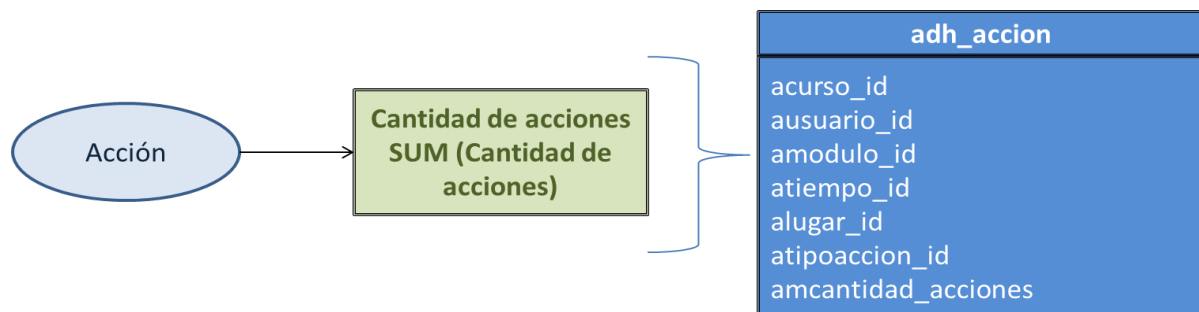 Acción
Cantidad de acciones
SUM (Cantidad de
acciones)
adh_accion
acurso_id
ausuario_id
amodulo_id
atiempo_id
alugar_id
atipoaccion_id
amcantidad_acciones